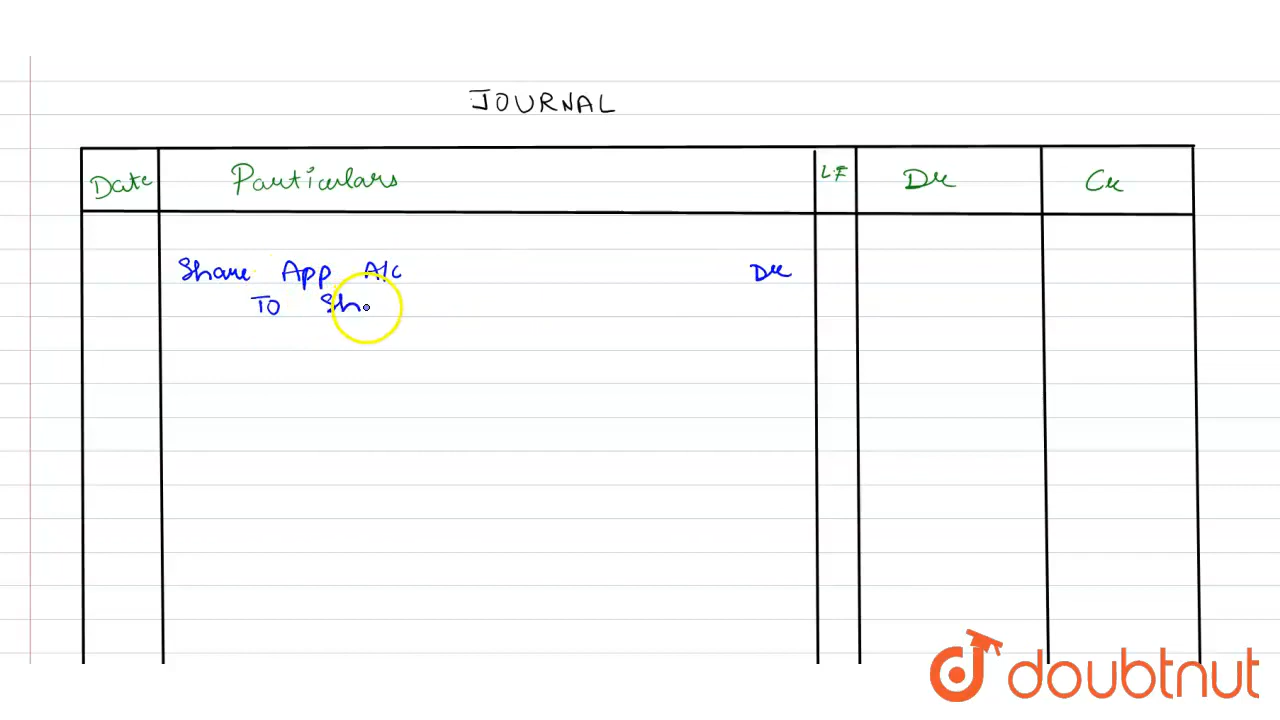 JOURNAL
Date Particulars LF Dr Cr
Share App A/c Dr
TO Sh
doubtnut